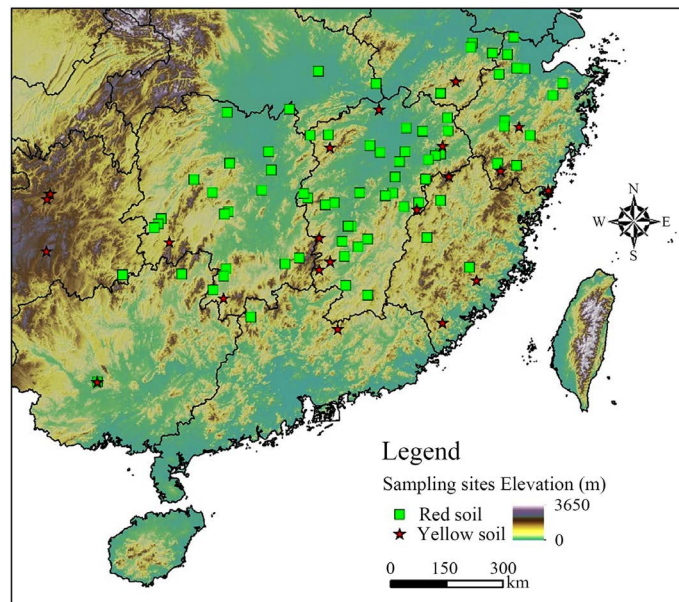 N
W E
S
Legend
Sampling sites Elevation (m)
Red soil 3650
Yellow soil 0
0 150 300
km